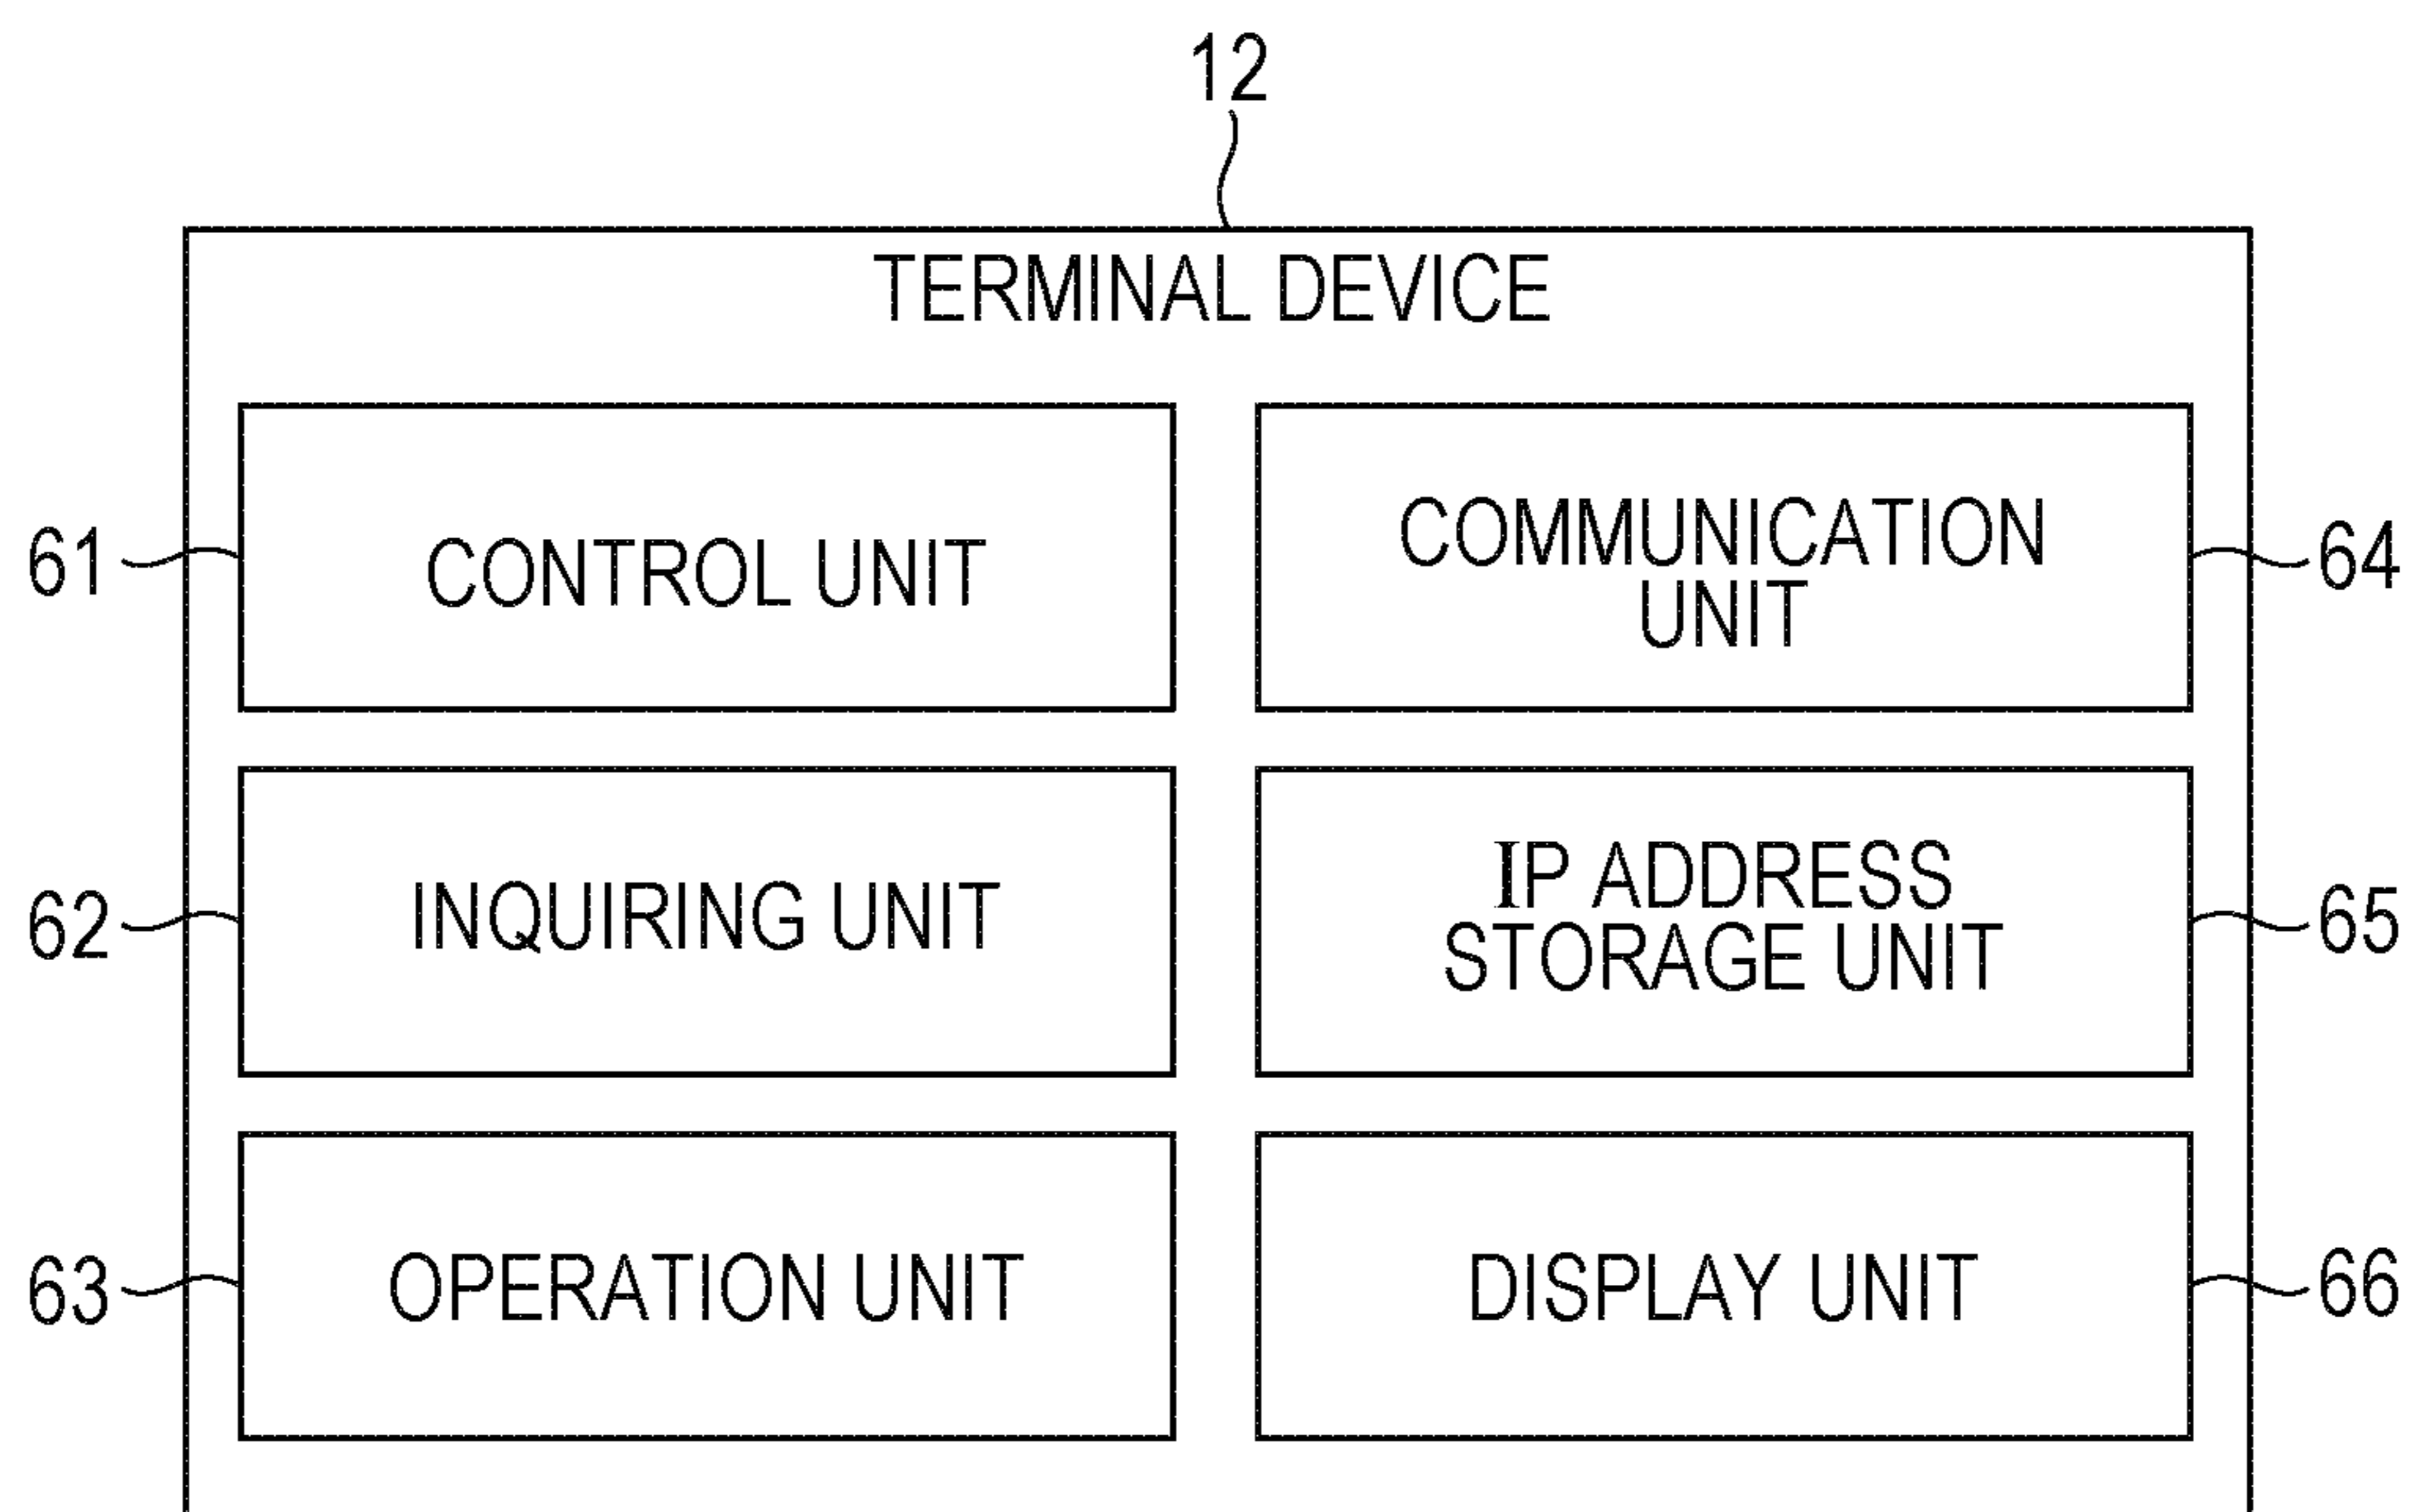 12
TERMINAL DEVICE
61
CONTROL UNIT
COMMUNICATION
UNIT
64
62
INQUIRING UNIT
IP ADDRESS
STORAGE UNIT
65
63
OPERATION UNIT
DISPLAY UNIT
66